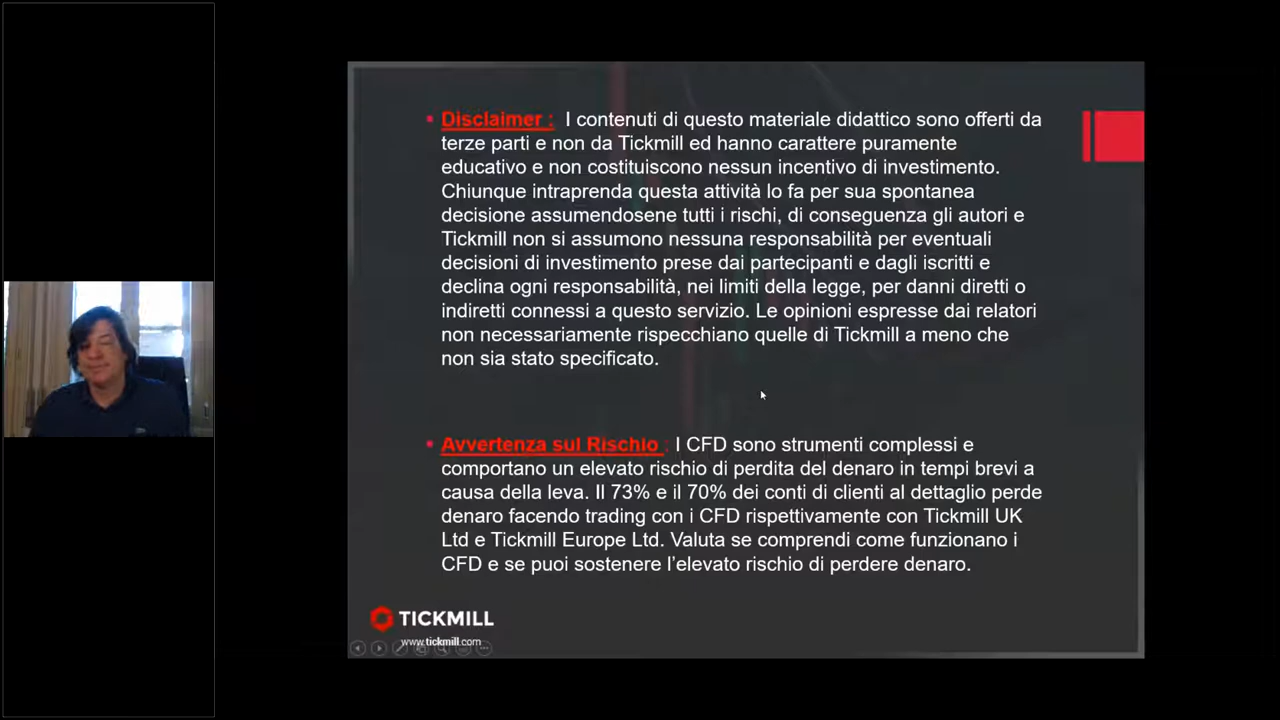 Disclaimer : I contenuti di questo materiale didattico sono offerti da
terze parti e non da Tickmill ed hanno carattere puramente
educativo e non costituiscono nessun incentivo di investimento.
Chiunque intraprenda questa attività lo fa per sua spontanea
decisione assumendosene tutti i rischi, di conseguenza gli autori e
Tickmill non si assumono nessuna responsabilità per eventuali
decisioni di investimento prese dai partecipanti e dagli iscritti e
declina ogni responsabilità, nei limiti della legge, per danni diretti o
indiretti connessi a questo servizio. Le opinioni espresse dai relatori
non necessariamente rispecchiano quelle di Tickmill a meno che
non sia stato specificato.
Avvertenza sul Rischio : I CFD sono strumenti complessi e
comportano un elevato rischio di perdita del denaro in tempi brevi a
causa della leva. Il 73% e il 70% dei conti di clienti al dettaglio perde
denaro facendo trading con i CFD rispettivamente con Tickmill UK
Ltd e Tickmill Europe Ltd. Valuta se comprendi come funzionano i
CFD e se puoi sostenere l’elevato rischio di perdere denaro.
TICKMILL
www.tickmill.com